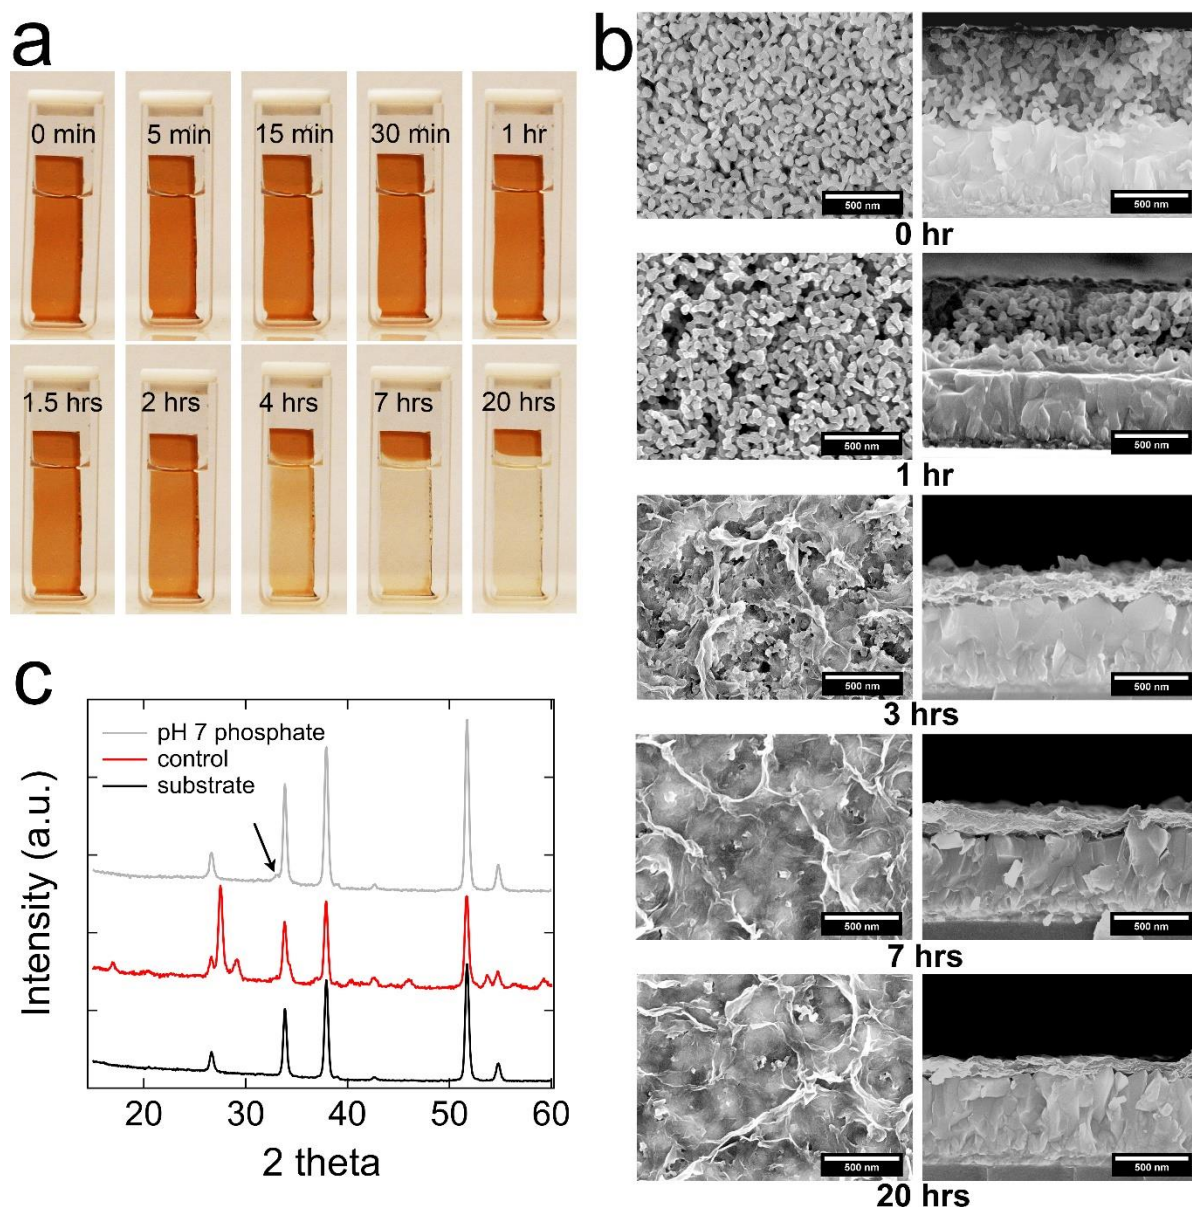 a
0 min
5 min
15 min
30 min
1 hr
1.5 hrs
2 hrs
4 hrs
7 hrs
20 hrs
b
500 nm
500 nm
0 hr
500 nm
500 nm
1 hr
500 nm
500 nm
3 hrs
500 nm
500 nm
7 hrs
500 nm
500 nm
20 hrs
c
pH 7 phosphate
control
substrate
Intensity (a.u.)
20 30 40 50 60
2 theta